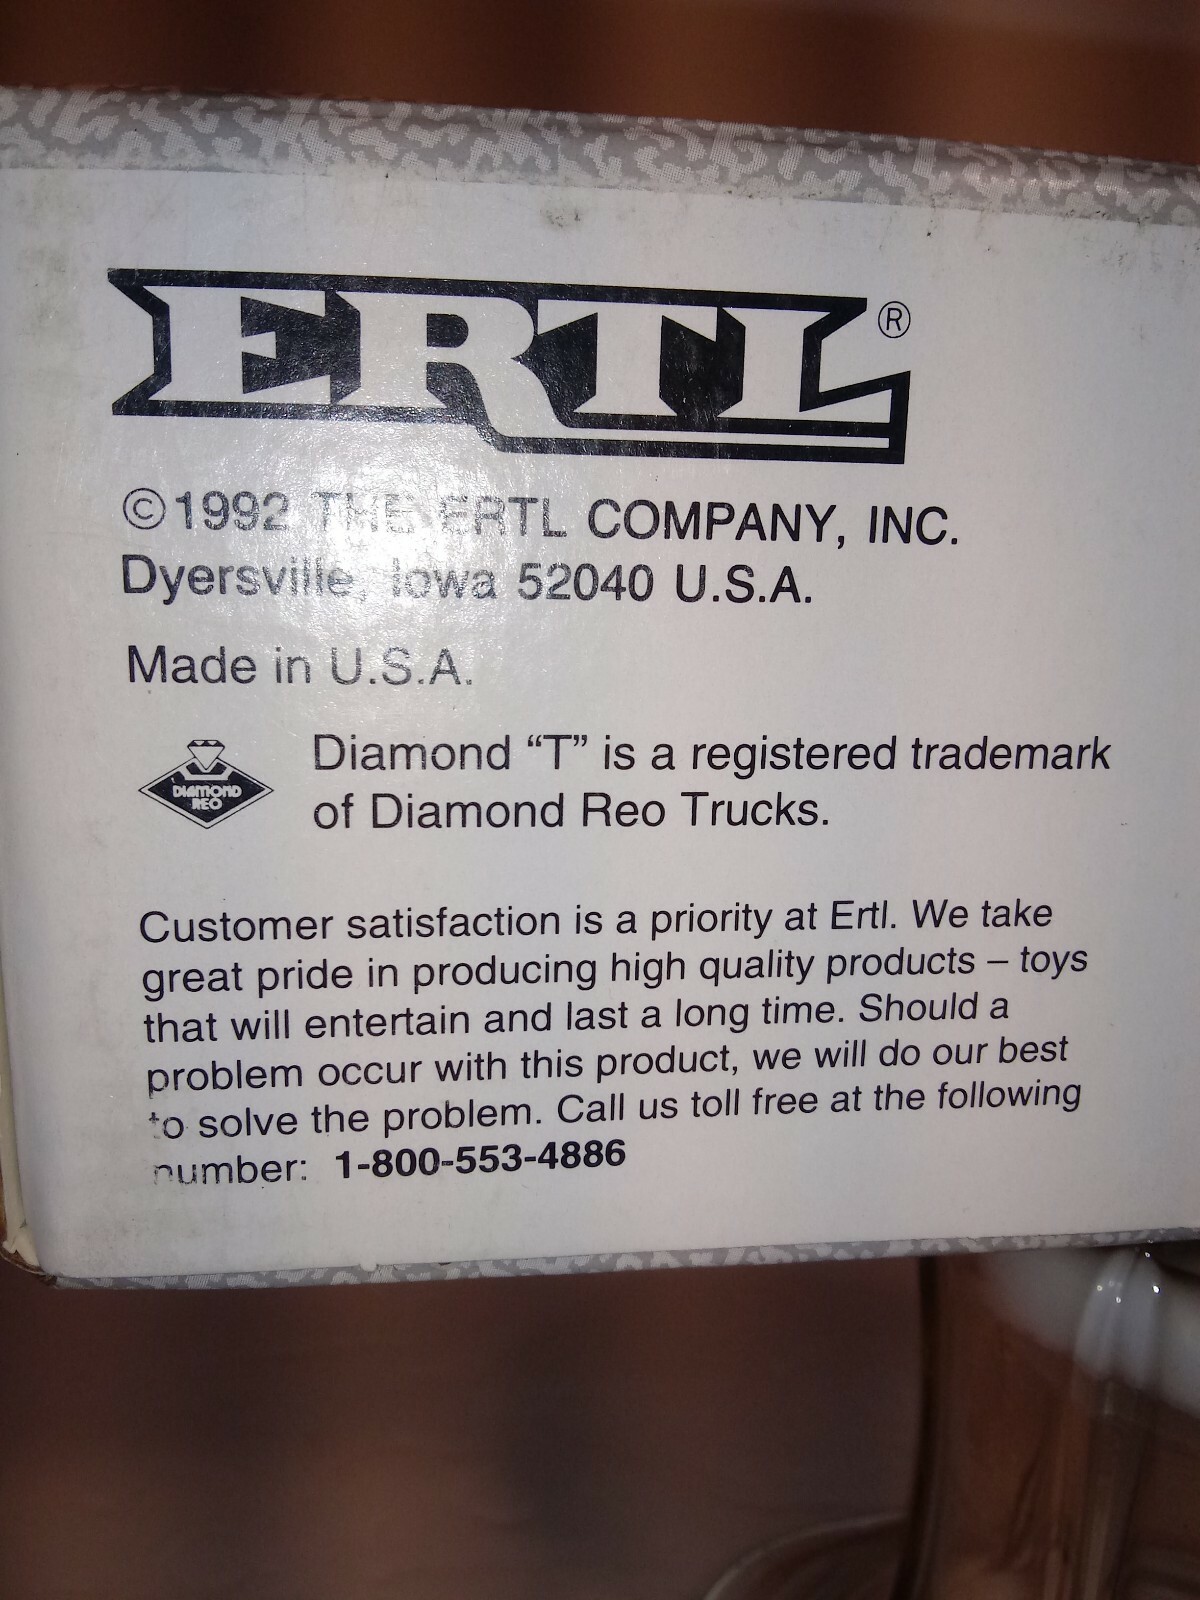 ERTL®
©1992 THE ERTL COMPANY, INC.
Dyersville, Iowa 52040 U.S.A.
Made in U.S.A.
DIAMOND
REO
Diamond “T” is a registered trademark
of Diamond Reo Trucks.
Customer satisfaction is a priority at Ertl. We take
great pride in producing high quality products – toys
that will entertain and last a long time. Should a
problem occur with this product, we will do our best
to solve the problem. Call us toll free at the following
number: 1-800-553-4886